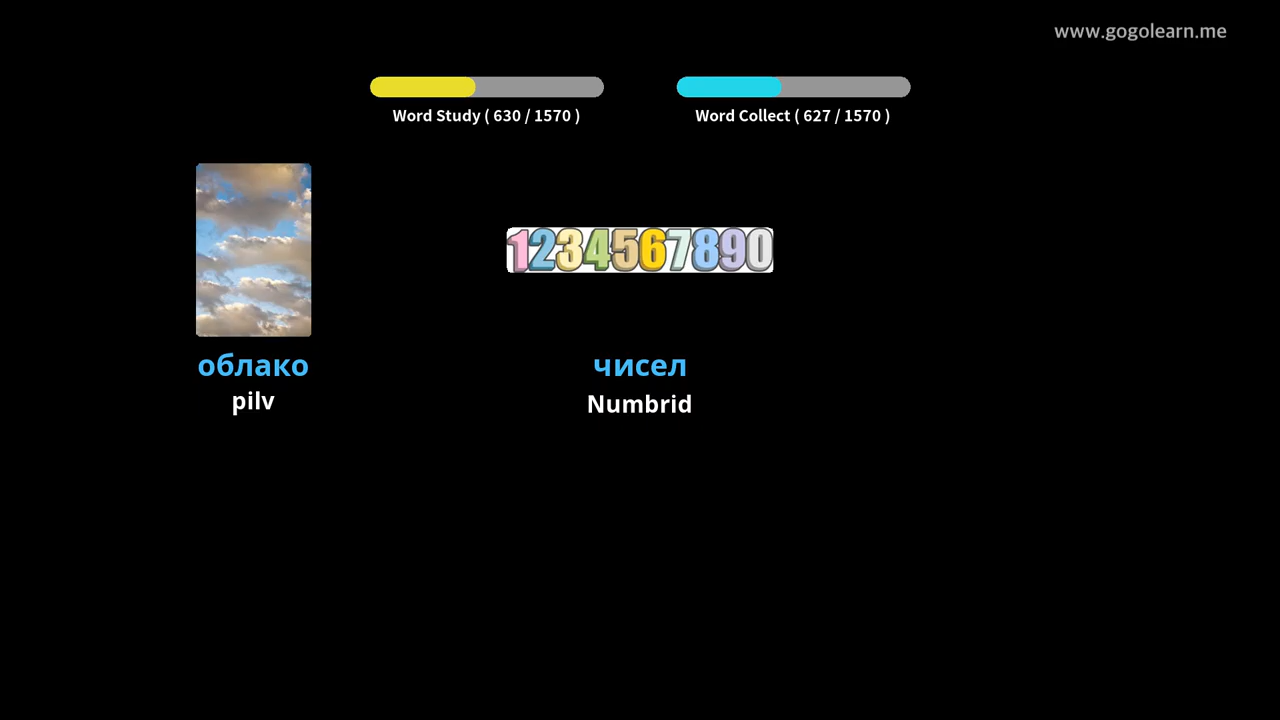 www.gogolearn.me
Word Study ( 630 / 1570 )
Word Collect ( 627 / 1570 )
1234567890
облако
pilv
чисел
Numbrid